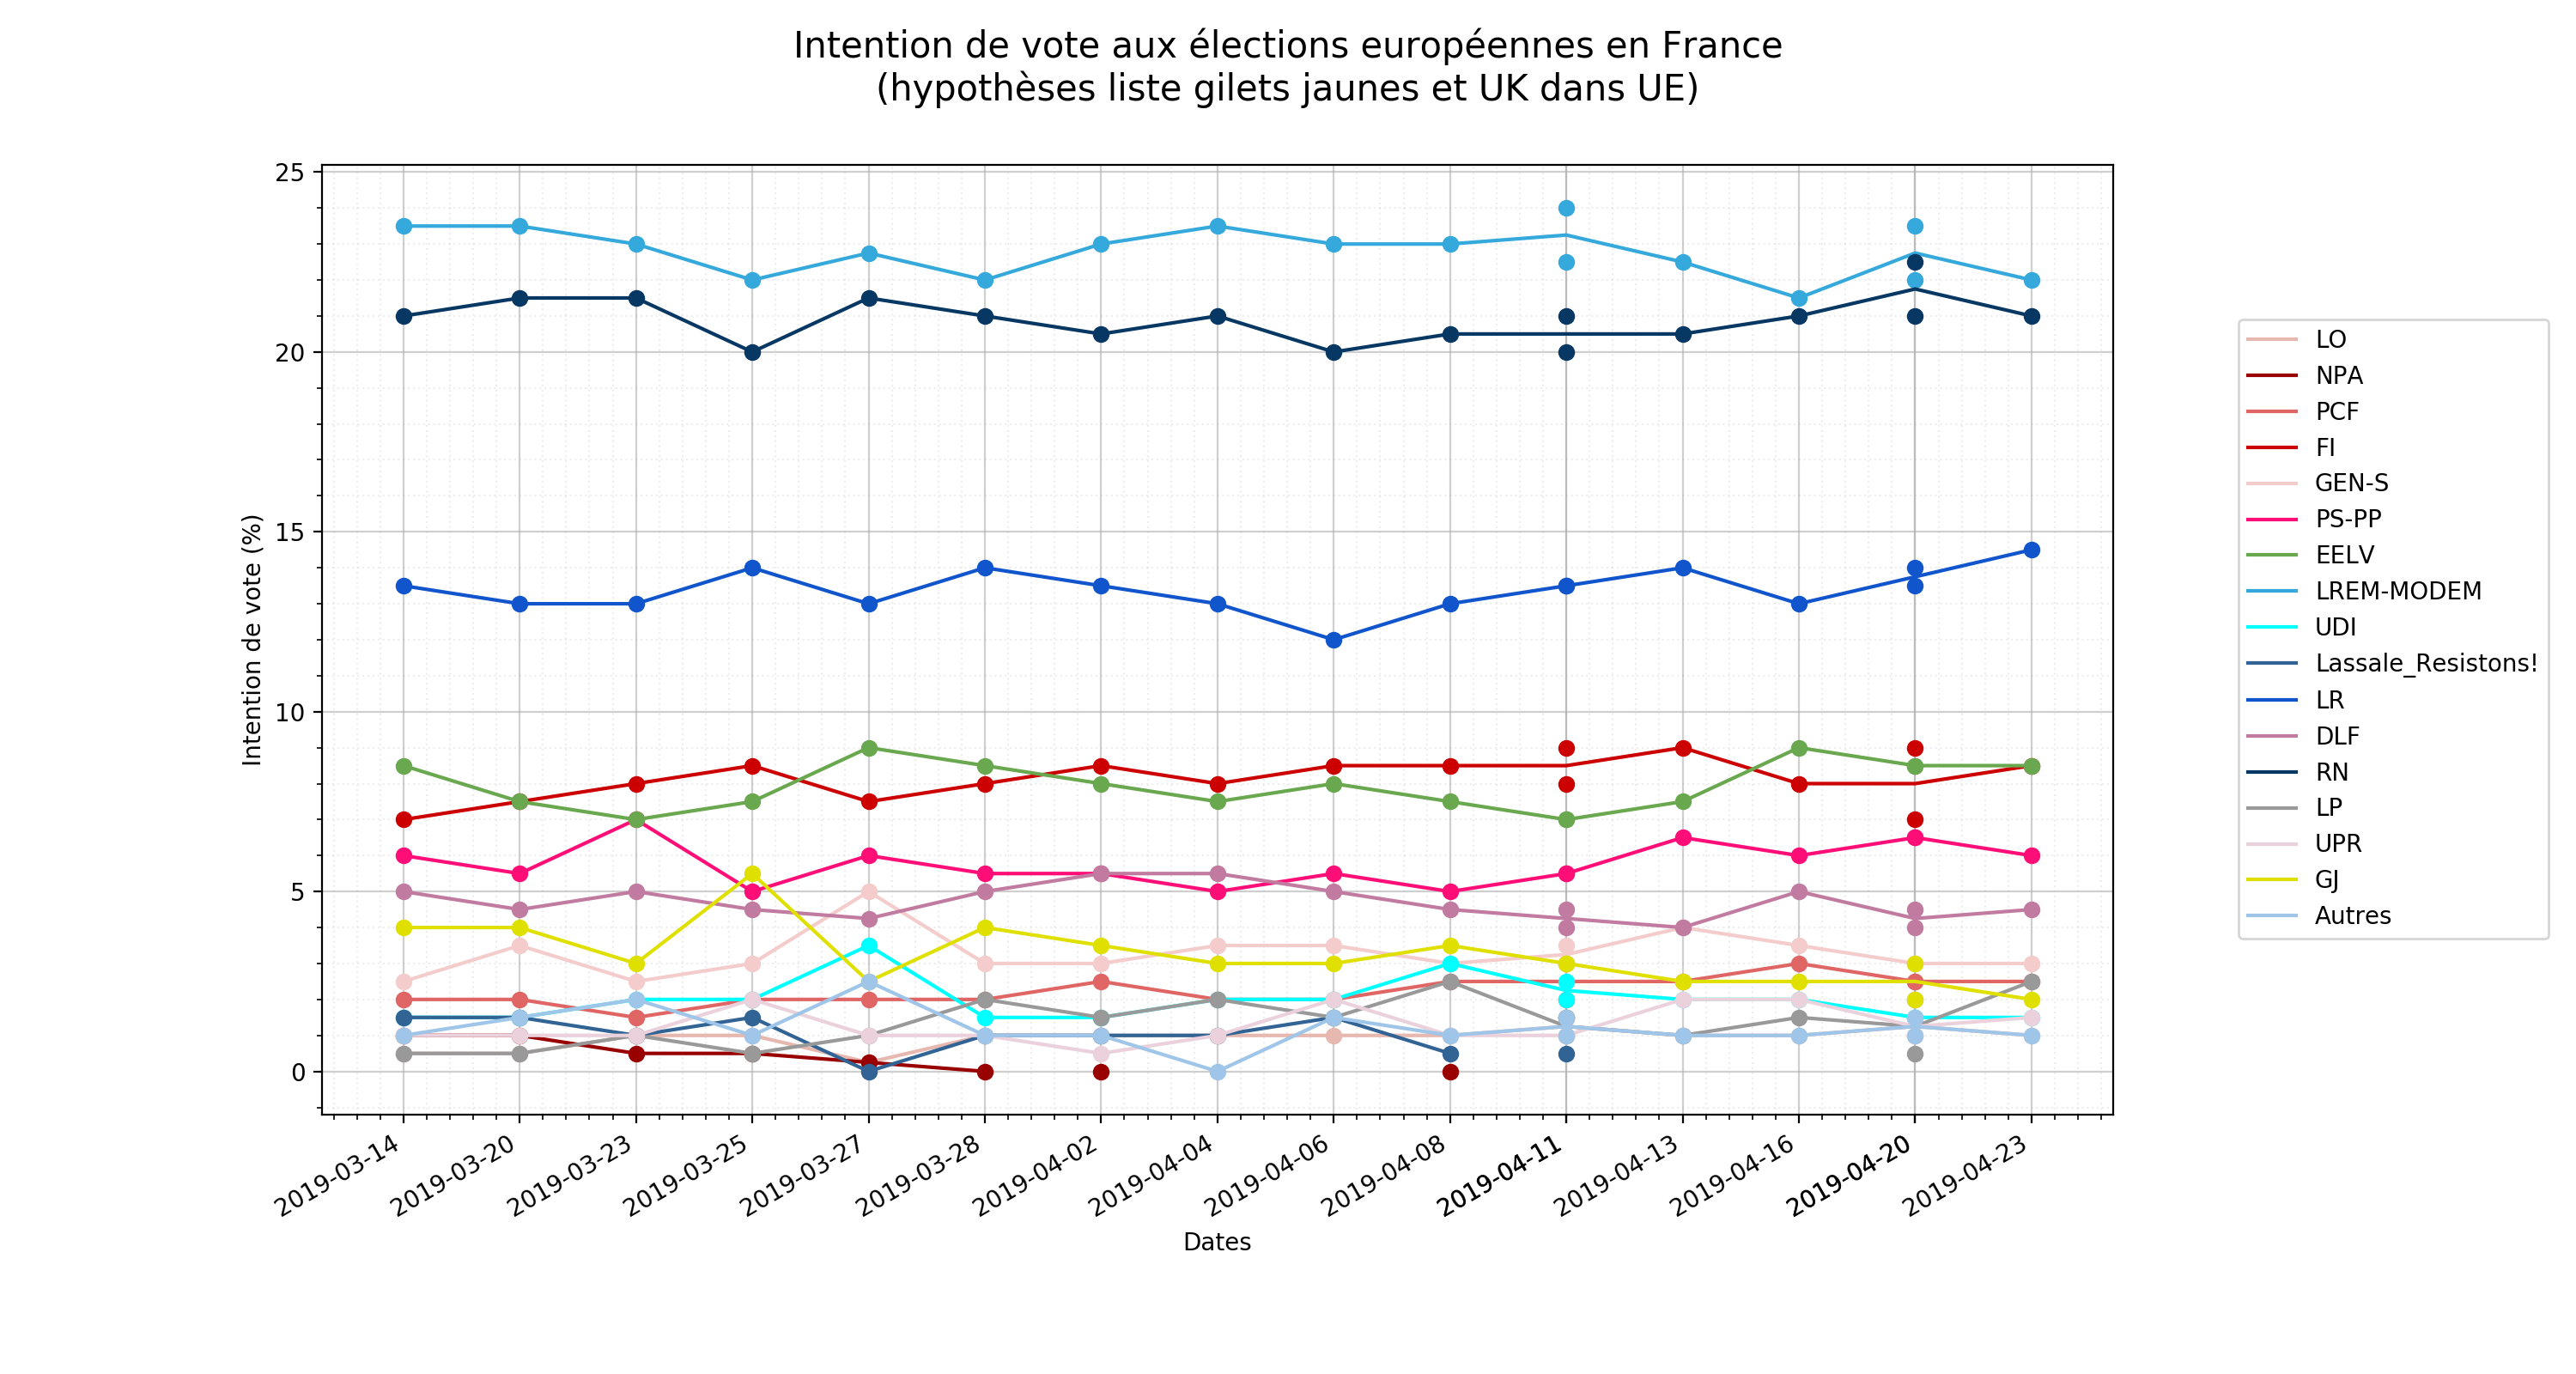 Intention de vote aux élections européennes en France
(hypothèses liste gilets jaunes et UK dans UE)
Intention de vote (%)
25
20
15
10
5
0
2019-03-14
2019-03-20
2019-03-23
2019-03-25
2019-03-27
2019-03-28
2019-04-02
2019-04-04
2019-04-06
2019-04-08
2019-04-11
2019-04-13
2019-04-16
2019-04-20
2019-04-23
Dates
LO
NPA
PCF
FI
GEN-S
PS-PP
EELV
LREM-MODEM
UDI
Lassale_Resistons!
LR
DLF
RN
LP
UPR
GJ
Autres